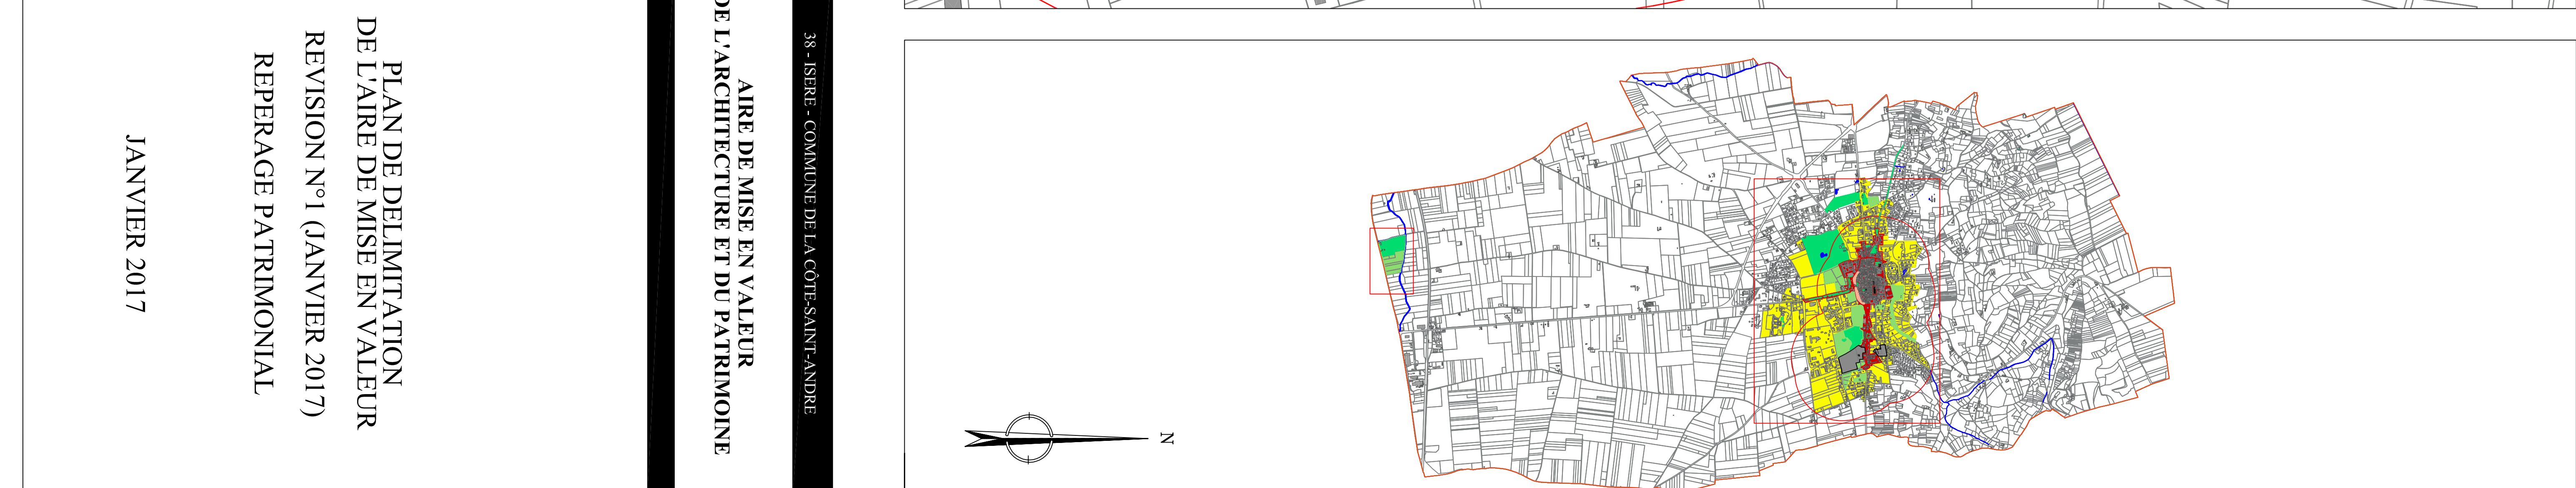 38 - ISERE - COMMUNE DE LA CÔTE-SAINT-ANDRE
AIRE DE MISE EN VALEUR
DE L'ARCHITECTURE ET DU PATRIMOINE
PLAN DE DELIMITATION
DE L'AIRE DE MISE EN VALEUR
REVISION N°1 (JANVIER 2017)
REPERAGE PATRIMONIAL
JANVIER 2017
N